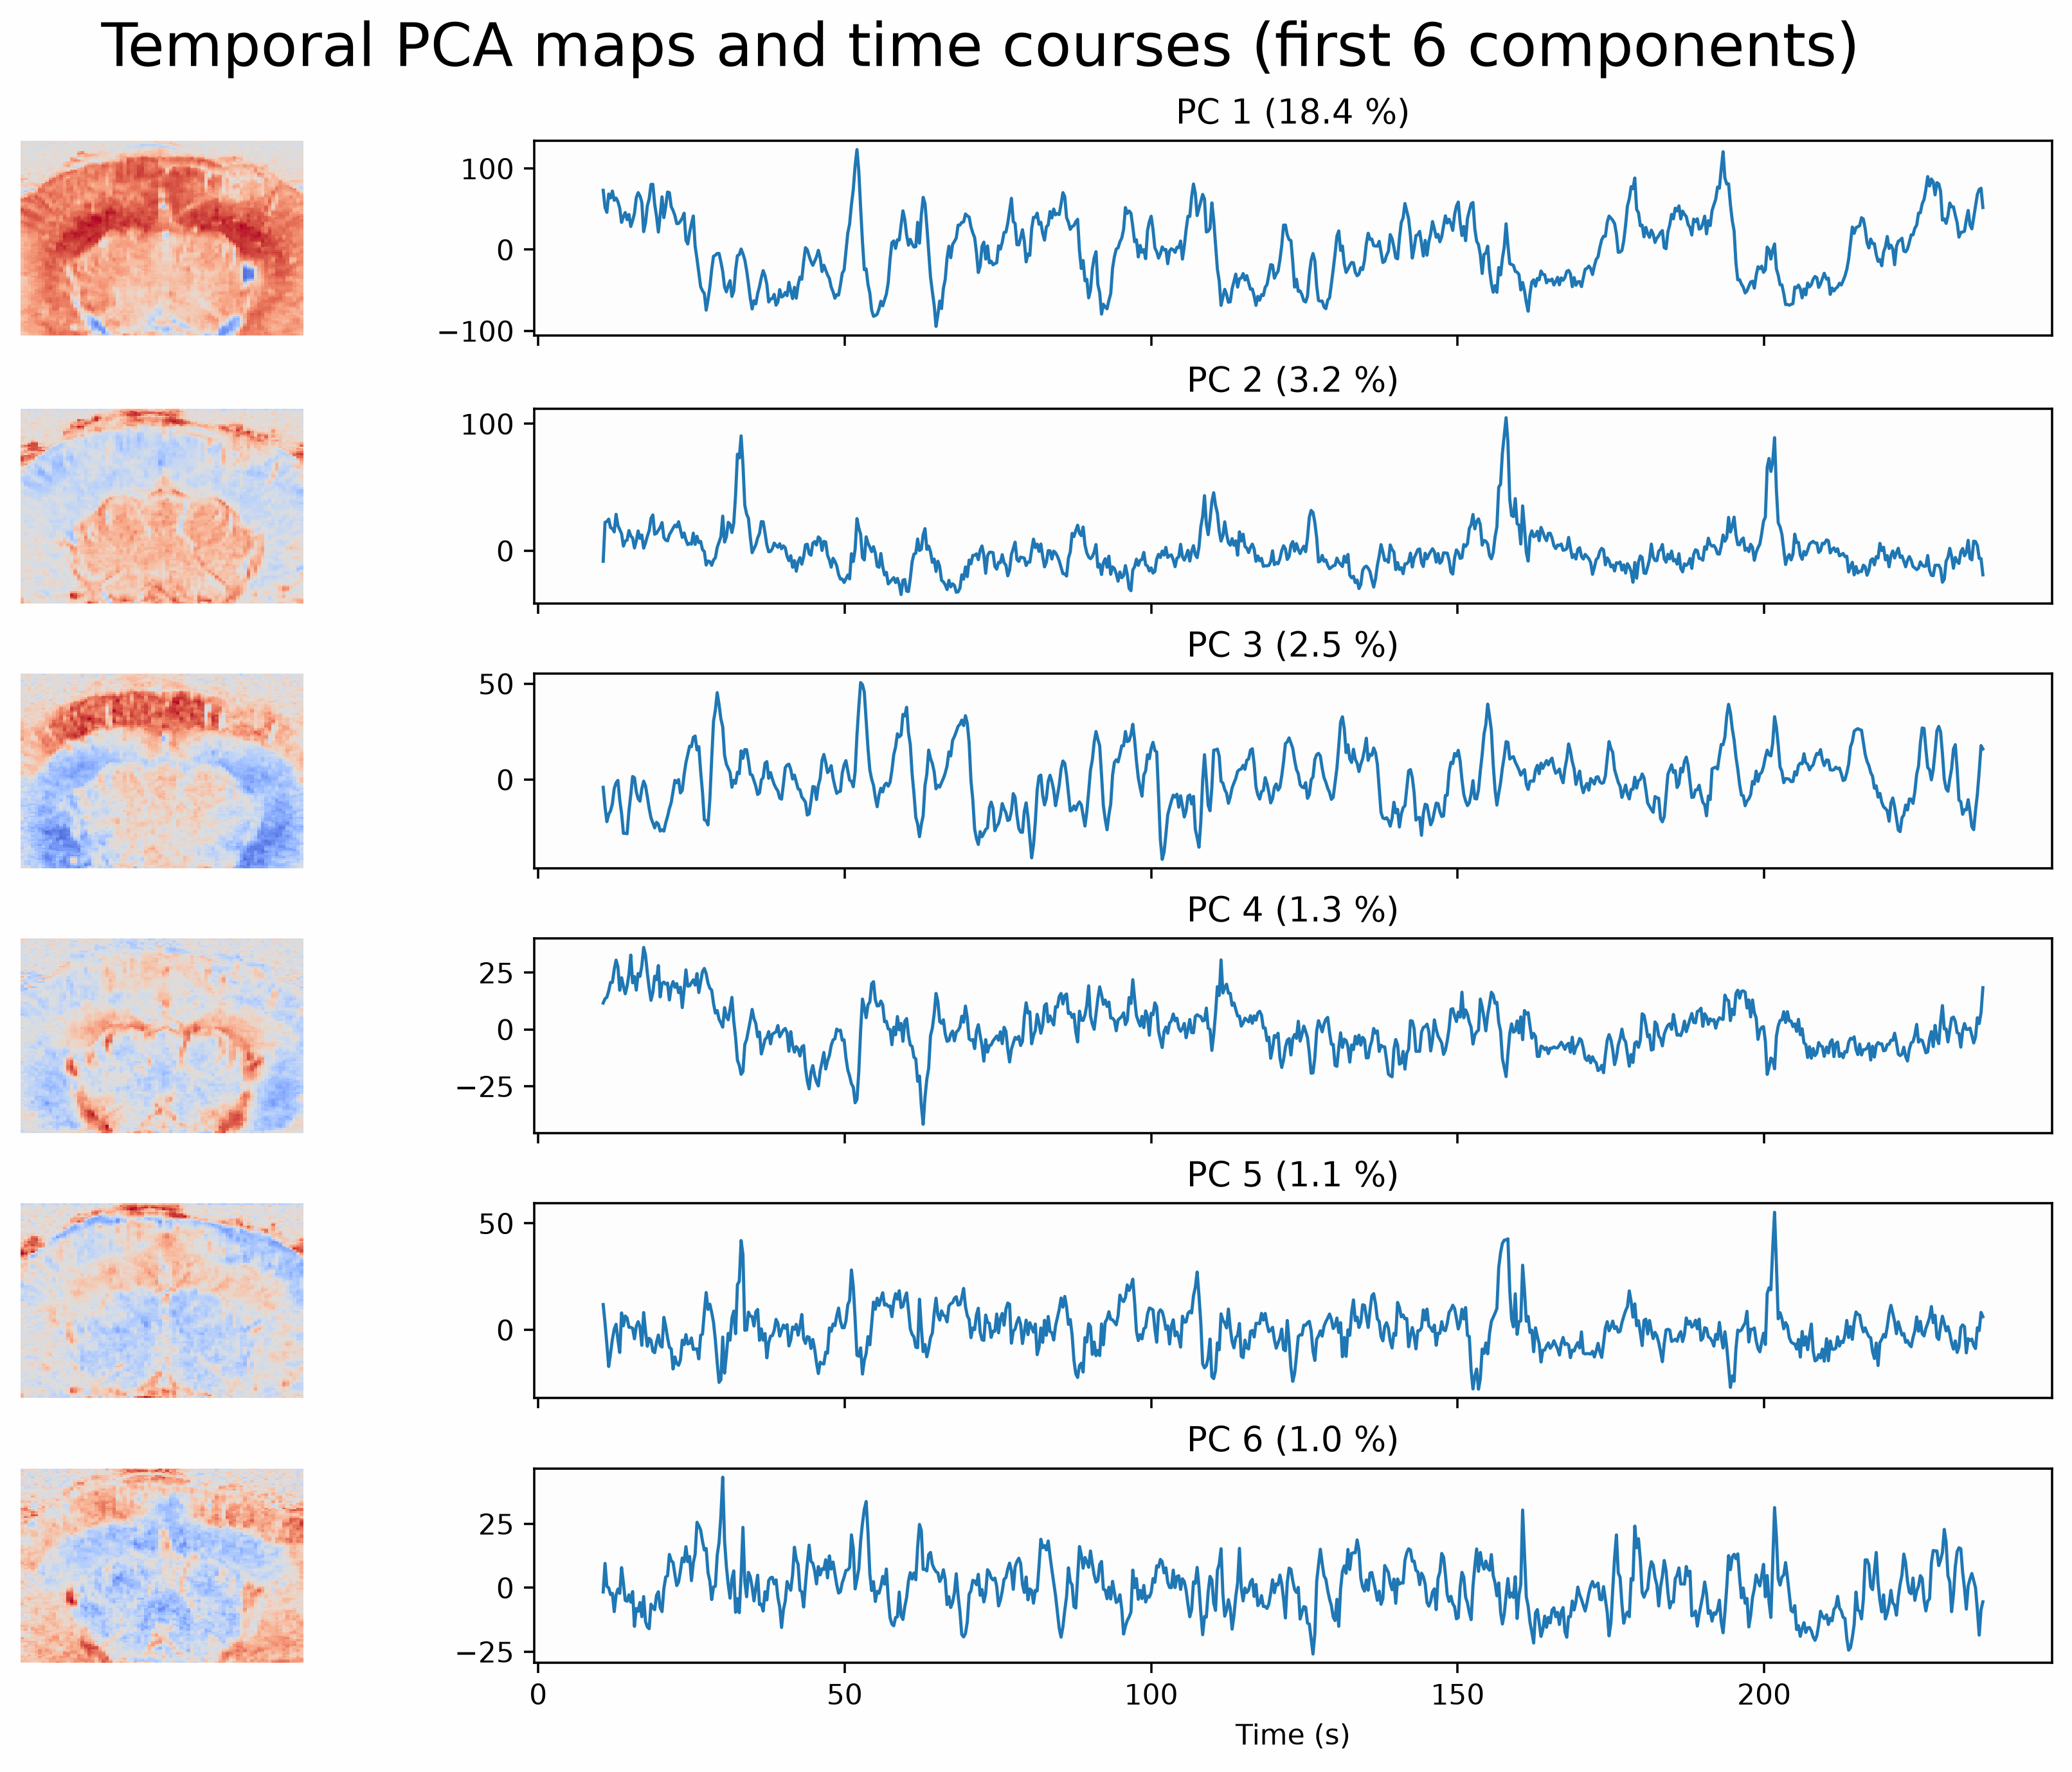 Temporal PCA maps and time courses (first 6 components)
PC 1 (18.4 %)
100
0
−100
PC 2 (3.2 %)
100
0
PC 3 (2.5 %)
50
0
PC 4 (1.3 %)
25
0
−25
PC 5 (1.1 %)
50
0
PC 6 (1.0 %)
25
0
−25
0 50 100 150 200
Time (s)